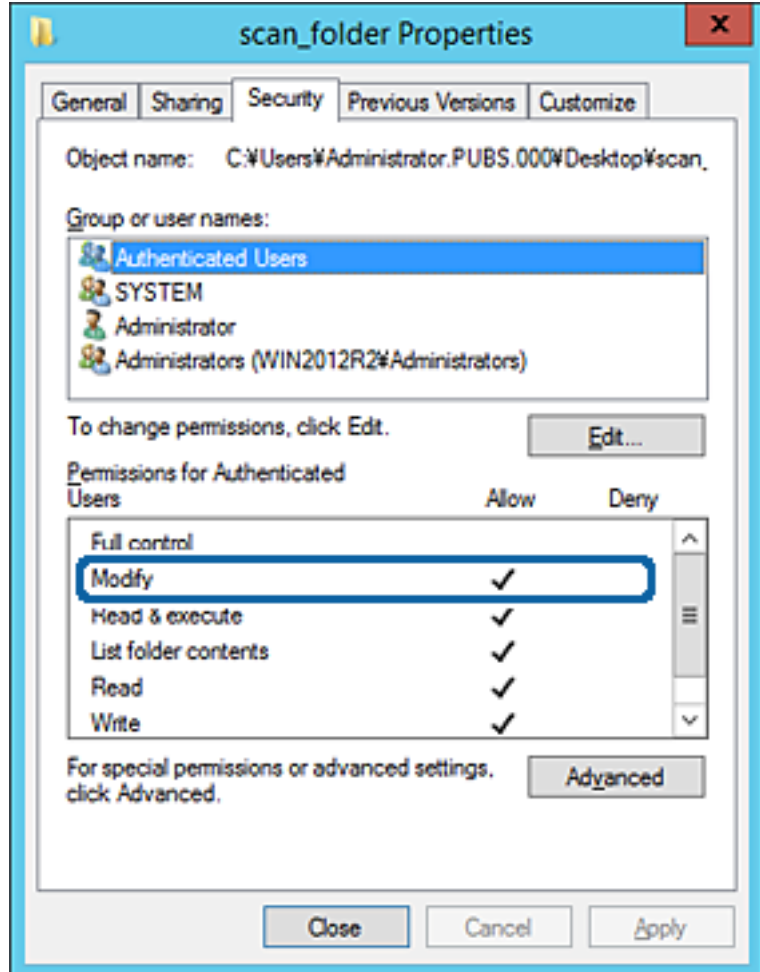 scan_folder Properties
x
General Sharing Security Previous Versions Customize
Object name: C:¥Users¥Administrator.PUBS.000¥Desktop¥scan_
Group or user names:
Authenticated Users
SYSTEM
Administrator
Administrators (WIN2012R2¥Administrators)
To change permissions, click Edit.
Edit...
Permissions for Authenticated
Users Allow Deny
Full control
Modify
Read & execute
List folder contents
Read
Write
For special permissions or advanced settings,
click Advanced.
Advanced
Close Cancel Apply